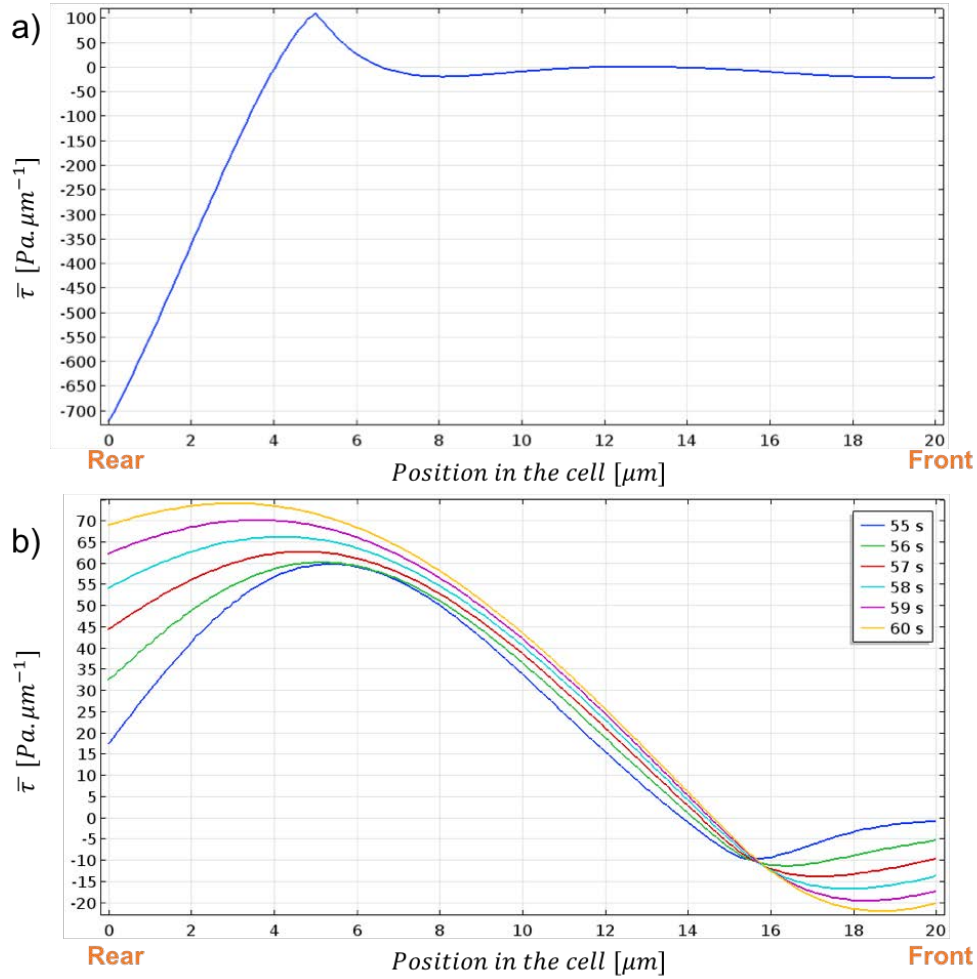 a)
100
50
0
-50
-100
-150
-200
-250
-300
-350
-400
-450
-500
-550
-600
-650
-700
τ̅ [Pa.μm⁻¹]
0 2 4 6 8 10 12 14 16 18 20
Rear Front
Position in the cell [μm]
b)
70
65
60
55
50
45
40
35
30
25
20
15
10
5
0
-5
-10
-15
-20
τ̅ [Pa.μm⁻¹]
55 s
56 s
57 s
58 s
59 s
60 s
0 2 4 6 8 10 12 14 16 18 20
Rear Front
Position in the cell [μm]